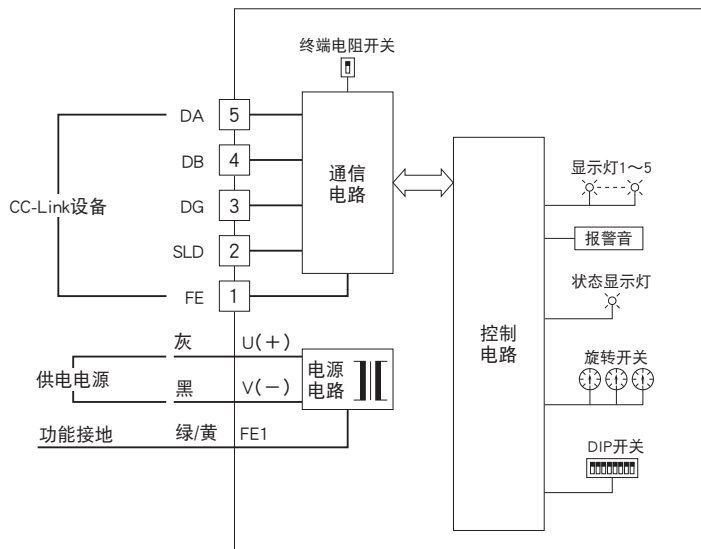 终端电阻开关
DA 5
DB 4
DG 3
SLD 2
FE 1
CC-Link设备
通信
电路
显示灯1～5
报警音
状态显示灯
控制
电路
旋转开关
DIP开关
灰 U(＋)
供电电源
黑 V(－)
电源
电路
功能接地 绿/黄 FE1